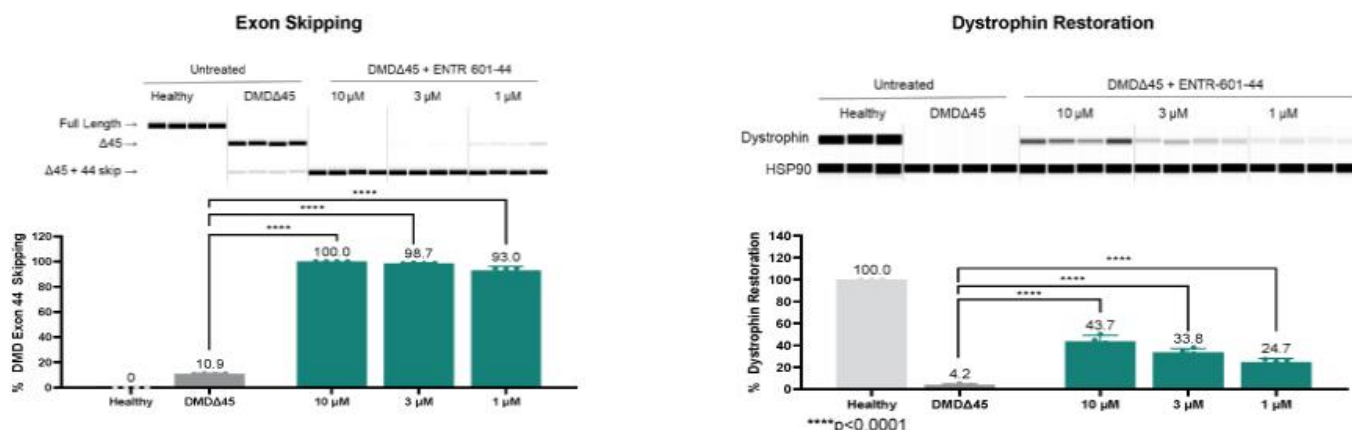 Exon Skipping
Untreated
DMDΔ45 + ENTR 601-44
Healthy
DMDΔ45
10 µM
3 µM
1 µM
Full Length →
Δ45 →
Δ45 + 44 skip →
****
****
****
% DMD Exon 44 Skipping
120
100
80
60
40
20
0
0
10.9
100.0
98.7
93.0
Healthy
DMDΔ45
10 µM
3 µM
1 µM
Dystrophin Restoration
Untreated
DMDΔ45 + ENTR-601-44
Healthy
DMDΔ45
10 µM
3 µM
1 µM
Dystrophin
HSP90
% Dystrophin Restoration
140
120
100
80
60
40
20
0
100.0
4.2
43.7
33.8
24.7
****
****
****
Healthy
DMDΔ45
10 µM
3 µM
1 µM
****p<0.0001